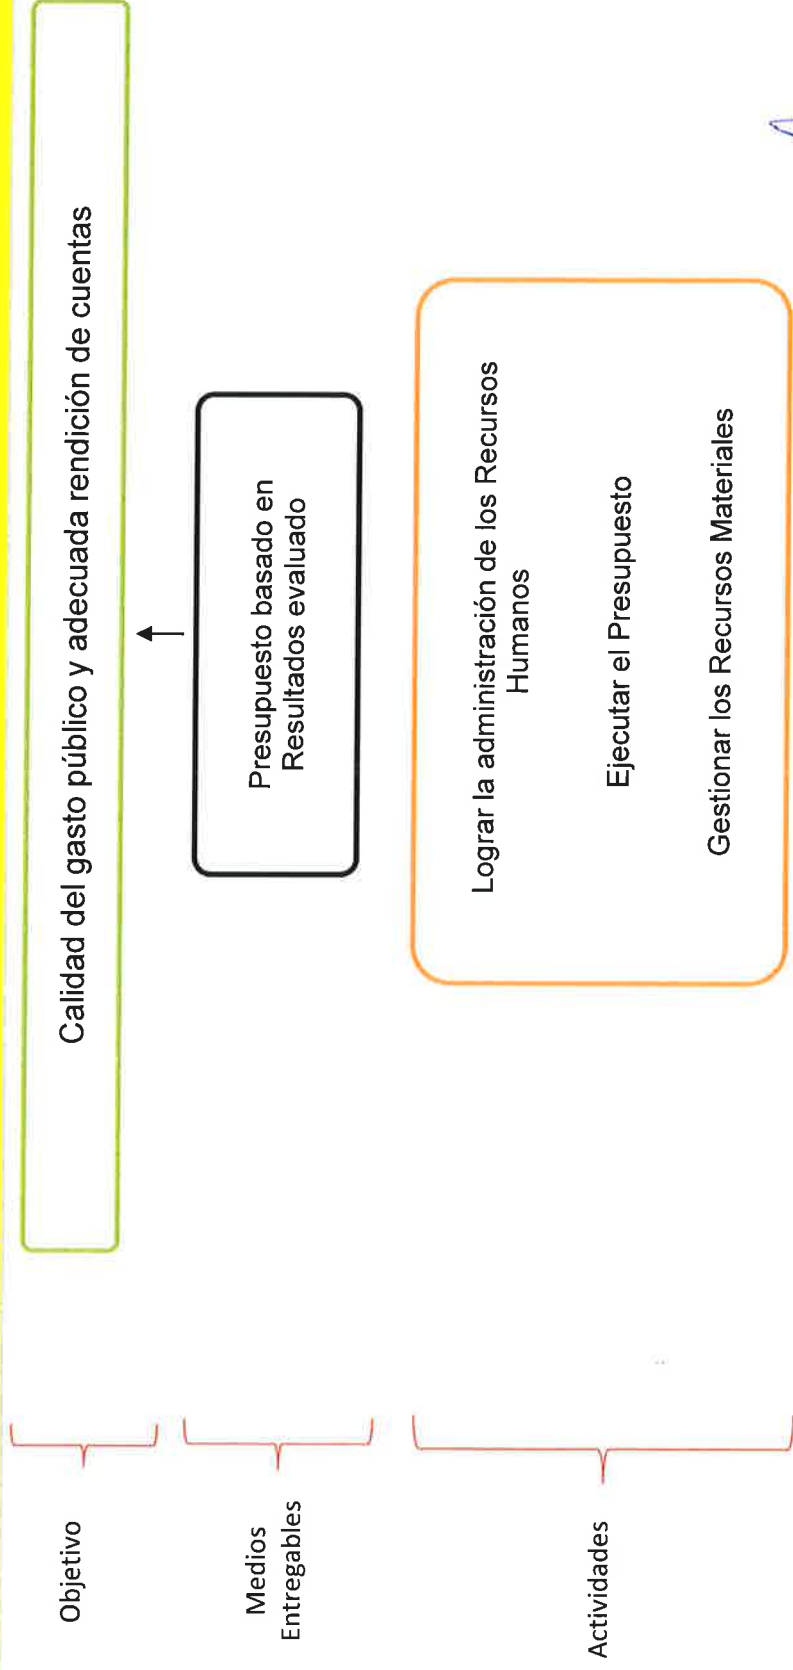 Objetivo
Calidad del gasto público y adecuada rendición de cuentas
Medios
Entregables
Presupuesto basado en
Resultados evaluado
Actividades
Lograr la administración de los Recursos
Humanos
Ejecutar el Presupuesto
Gestionar los Recursos Materiales